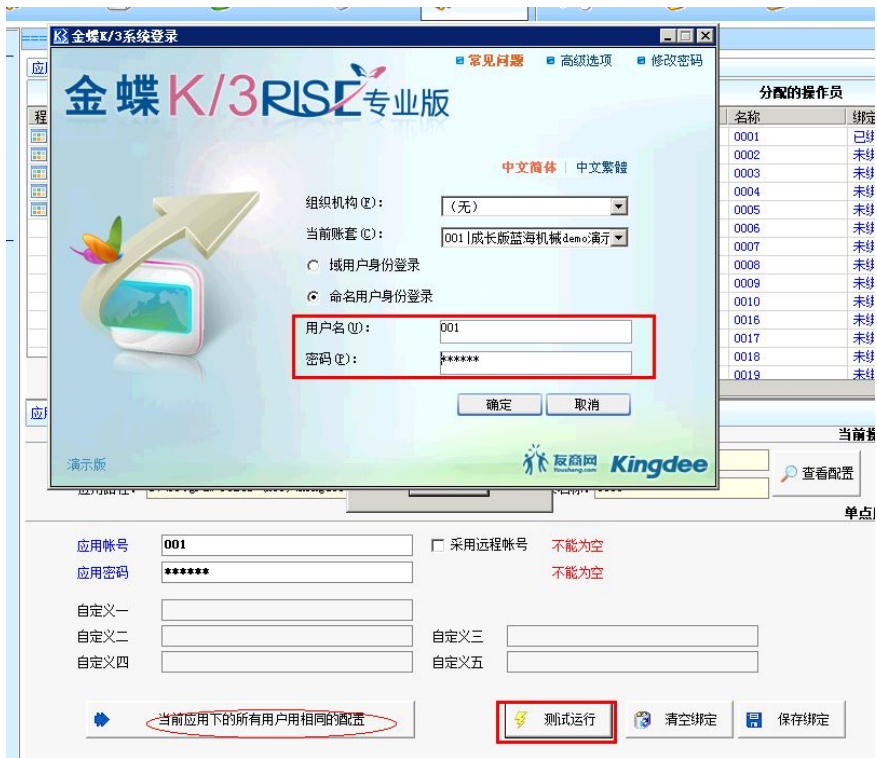 金蝶K/3系统登录
常见问题 高级选项 修改密码
金蝶K/3 RISE专业版
中文简体 | 中文繁體
组织机构(E): (无)
当前账套(C): 001|成长版蓝海机械demo演示
域用户身份登录
命名用户身份登录
用户名(U): 001
密码(P): ******
确定 取消
演示版
友商网 Youshang.com Kingdee
分配的操作员
程 名称 绑定
0001 已绑
0002 未绑
0003 未绑
0004 未绑
0005 未绑
0006 未绑
0007 未绑
0008 未绑
0009 未绑
0010 未绑
0016 未绑
0017 未绑
0018 未绑
0019 未绑
当前操
查看配置
应用帐号 001 采用远程帐号 不能为空
应用密码 ****** 不能为空
自定义一
自定义二 自定义三
自定义四 自定义五
当前应用下的所有用户用相同的配置 测试运行 清空绑定 保存绑定